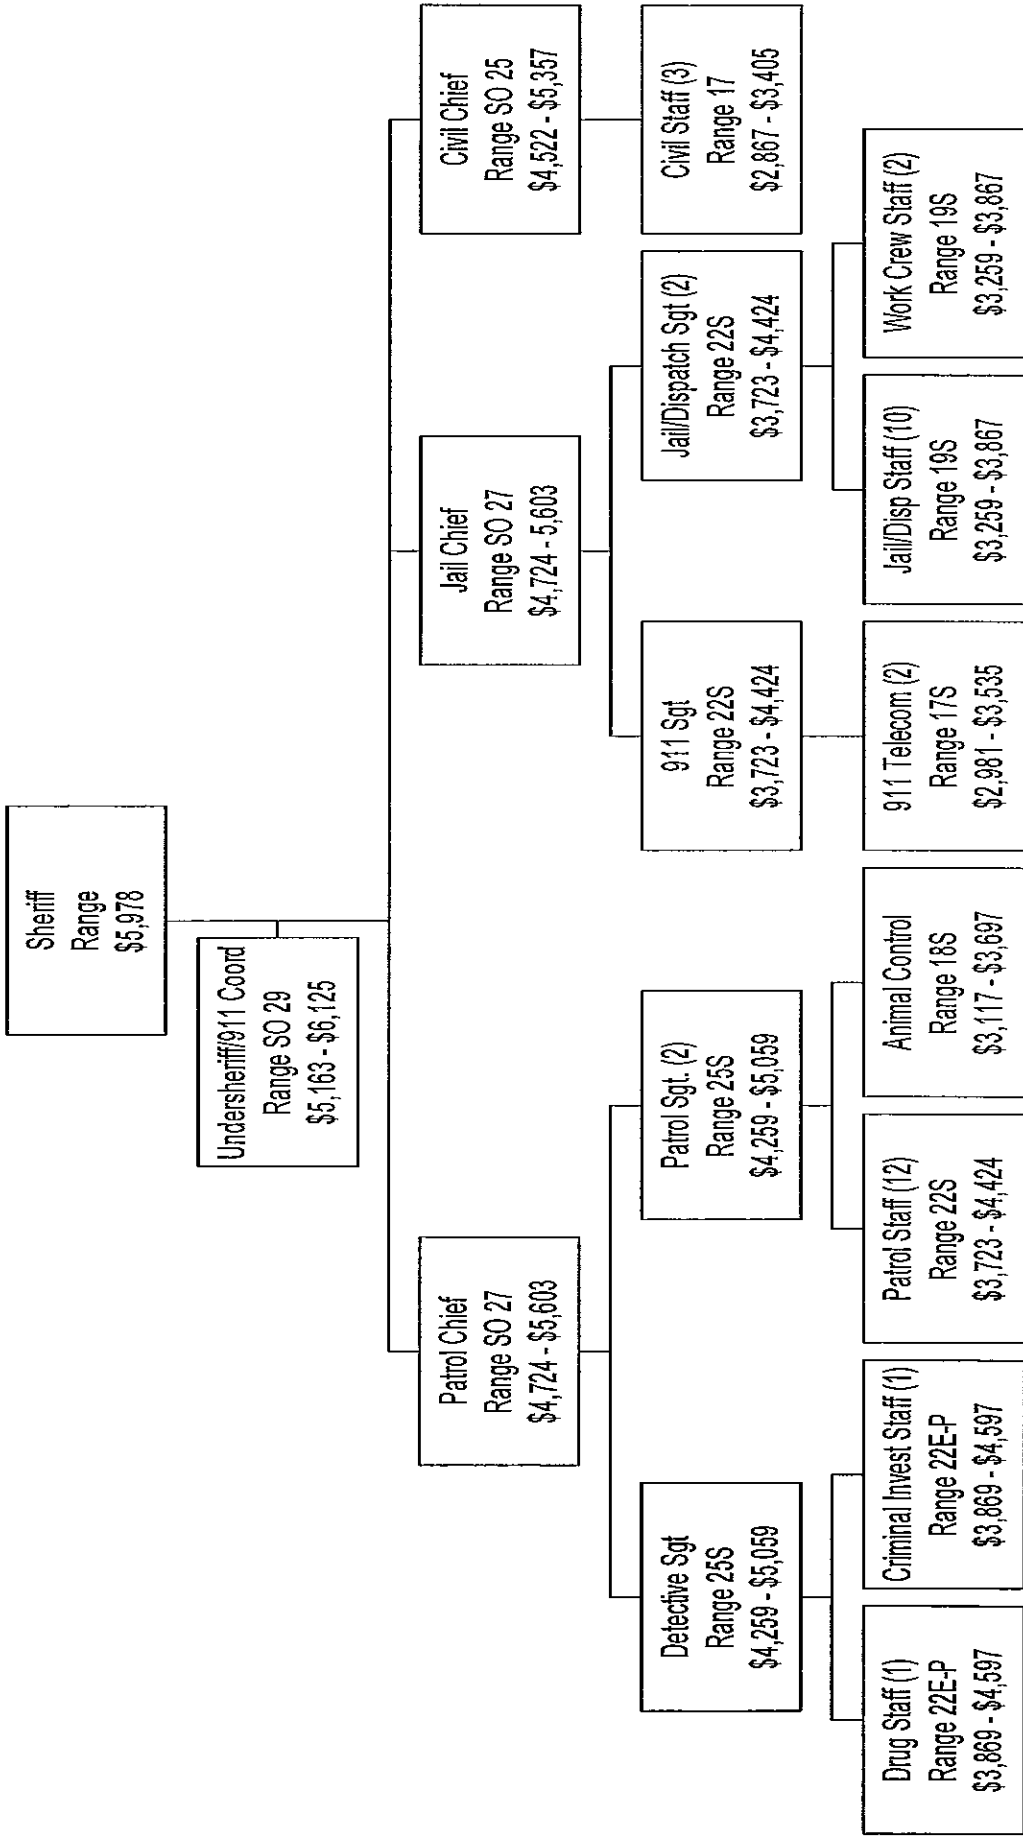 Sheriff
Range
$5,978
Undersheriff/911 Coord
Range SO 29
$5,163 - $6,125
Patrol Chief
Range SO 27
$4,724 - $5,603
Jail Chief
Range SO 27
$4,724 - 5,603
Civil Chief
Range SO 25
$4,522 - $5,357
Detective Sgt
Range 25S
$4,259 - $5,059
Patrol Sgt. (2)
Range 25S
$4,259 - $5,059
911 Sgt
Range 22S
$3,723 - $4,424
Jail/Dispatch Sgt (2)
Range 22S
$3,723 - $4,424
Civil Staff (3)
Range 17
$2,867 - $3,405
Drug Staff (1)
Range 22E-P
$3,869 - $4,597
Criminal Invest Staff (1)
Range 22E-P
$3,869 - $4,597
Patrol Staff (12)
Range 22S
$3,723 - $4,424
Animal Control
Range 18S
$3,117 - $3,697
911 Telecom (2)
Range 17S
$2,981 - $3,535
Jail/Disp Staff (10)
Range 19S
$3,259 - $3,867
Work Crew Staff (2)
Range 19S
$3,259 - $3,867